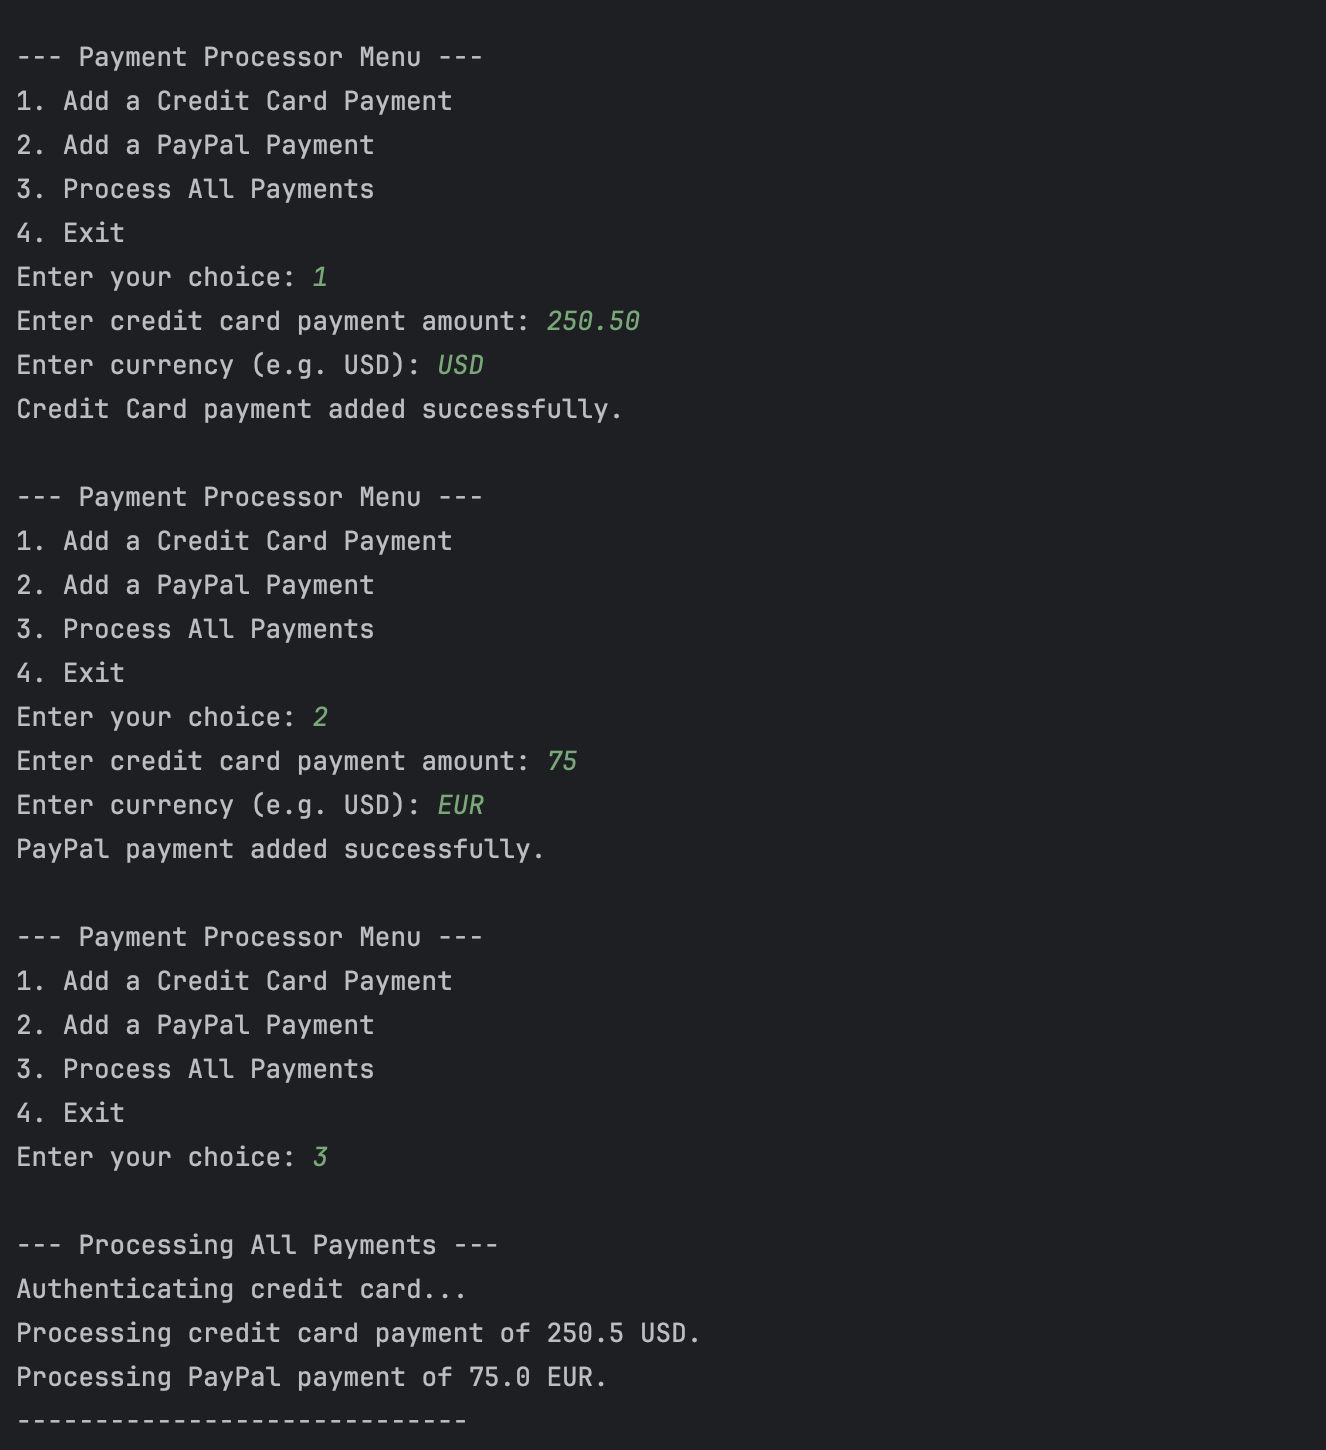 --- Payment Processor Menu ---
1. Add a Credit Card Payment
2. Add a PayPal Payment
3. Process All Payments
4. Exit
Enter your choice: 1
Enter credit card payment amount: 250.50
Enter currency (e.g. USD): USD
Credit Card payment added successfully.
--- Payment Processor Menu ---
1. Add a Credit Card Payment
2. Add a PayPal Payment
3. Process All Payments
4. Exit
Enter your choice: 2
Enter credit card payment amount: 75
Enter currency (e.g. USD): EUR
PayPal payment added successfully.
--- Payment Processor Menu ---
1. Add a Credit Card Payment
2. Add a PayPal Payment
3. Process All Payments
4. Exit
Enter your choice: 3
--- Processing All Payments ---
Authenticating credit card...
Processing credit card payment of 250.5 USD.
Processing PayPal payment of 75.0 EUR.
-----------------------------